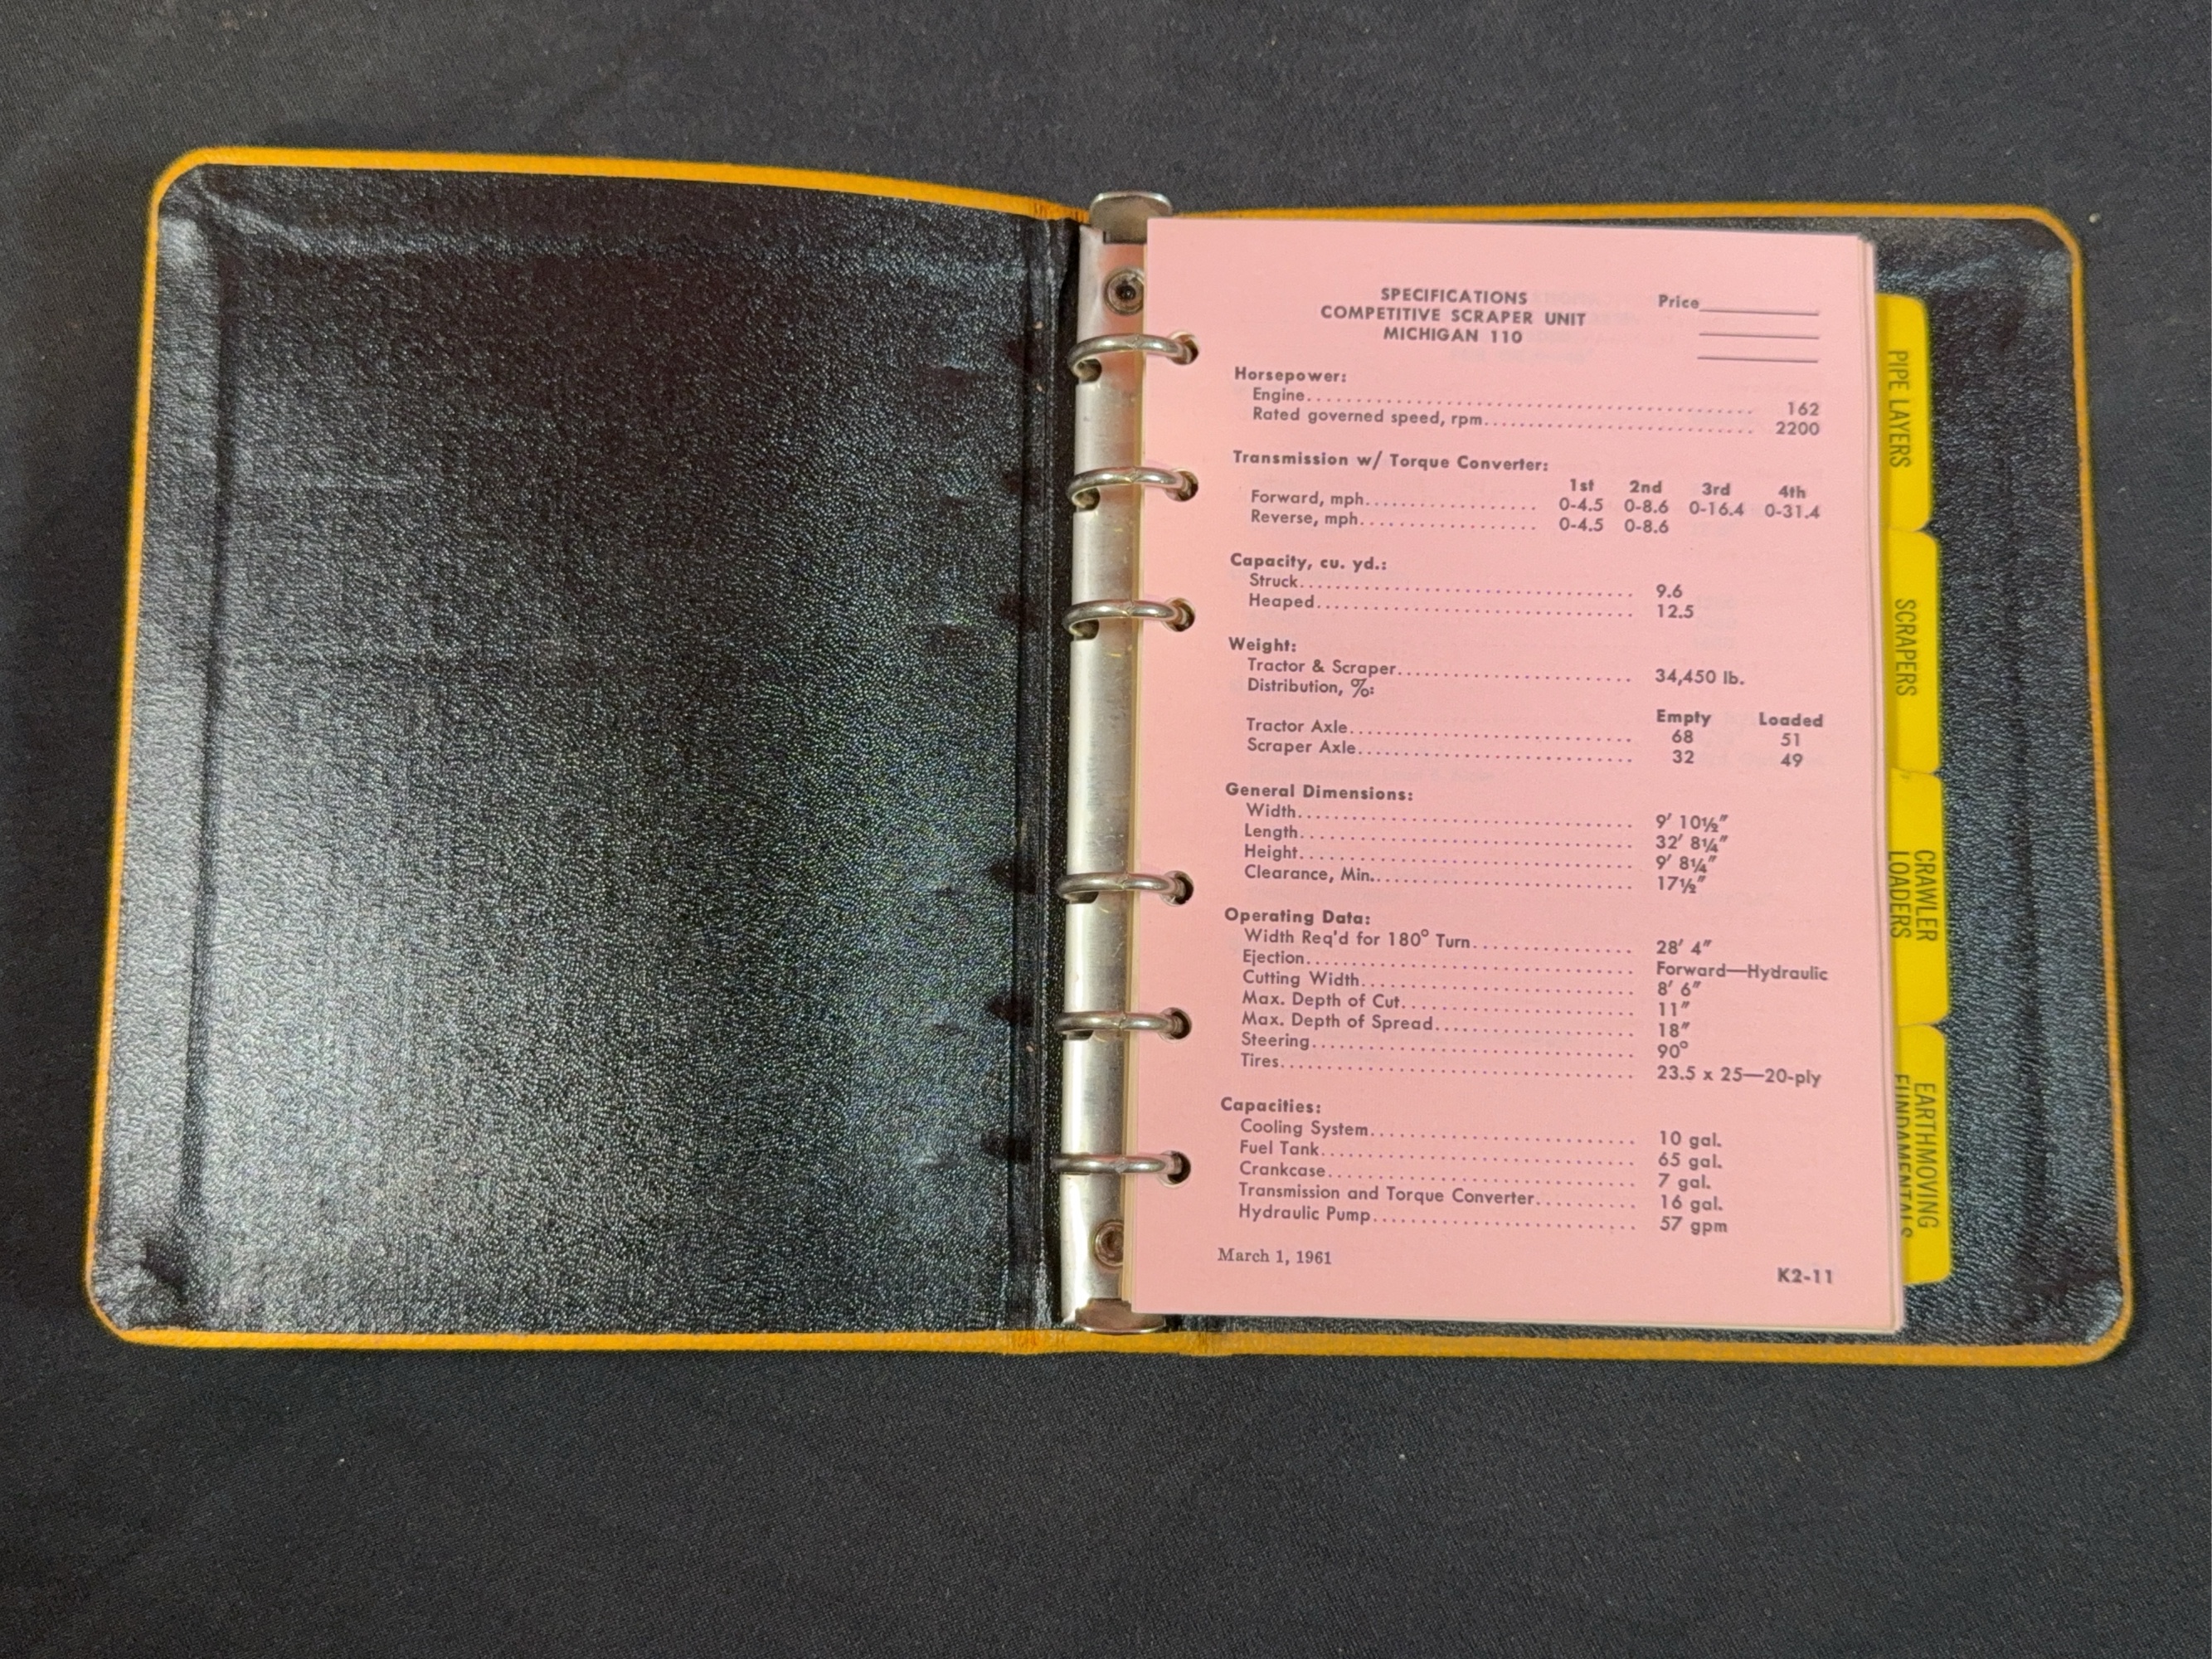 SPECIFICATIONS
COMPETITIVE SCRAPER UNIT
MICHIGAN 110
Price
Horsepower:
Engine 162
Rated governed speed, rpm 2200
Transmission w/ Torque Converter:
1st 2nd 3rd 4th
Forward, mph 0-4.5 0-8.6 0-16.4 0-31.4
Reverse, mph 0-4.5 0-8.6
Capacity, cu. yd.:
Struck 9.6
Heaped 12.5
Weight:
Tractor & Scraper 34,450 lb.
Distribution, %:
Empty Loaded
Tractor Axle 68 51
Scraper Axle 32 49
General Dimensions:
Width 9′ 10½″
Length 32′ 8¼″
Height 9′ 8¼″
Clearance, Min. 17½″
Operating Data:
Width Req'd for 180° Turn 28′ 4″
Ejection Forward—Hydraulic
Cutting Width 8′ 6″
Max. Depth of Cut 11″
Max. Depth of Spread 18″
Steering 90°
Tires 23.5 x 25—20-ply
Capacities:
Cooling System 10 gal.
Fuel Tank 65 gal.
Crankcase 7 gal.
Transmission and Torque Converter 16 gal.
Hydraulic Pump 57 gpm
March 1, 1961
K2-11
PIPE LAYERS
SCRAPERS
CRAWLER
LOADERS
EARTHMOVING
FUNDAMENTALS